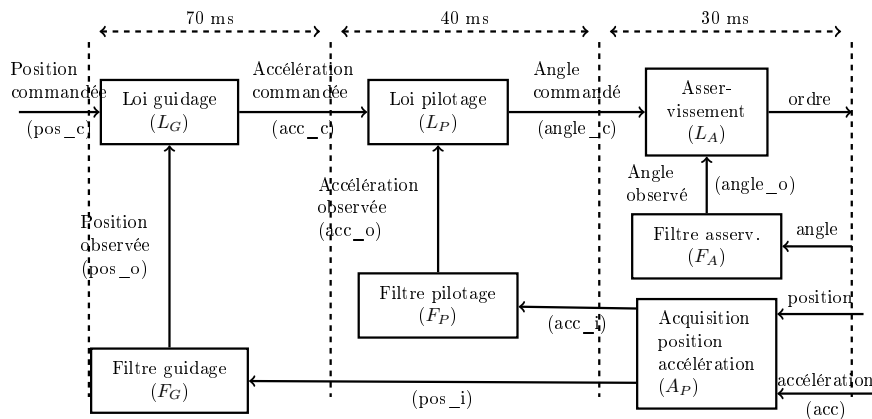 70 ms
40 ms
30 ms
Position
commandée
(pos_c)
Loi guidage
(L_G)
Accélération
commandée
(acc_c)
Loi pilotage
(L_P)
Angle
commandé
(angle_c)
Asser-
vissement
(L_A)
ordre
Position
observée
(pos_o)
Accélération
observée
(acc_o)
Angle
observé
(angle_o)
Filtre asserv.
(F_A)
angle
Filtre pilotage
(F_P)
(acc_i)
Acquisition
position
accélération
(A_P)
position
accélération
(acc)
Filtre guidage
(F_G)
(pos_i)